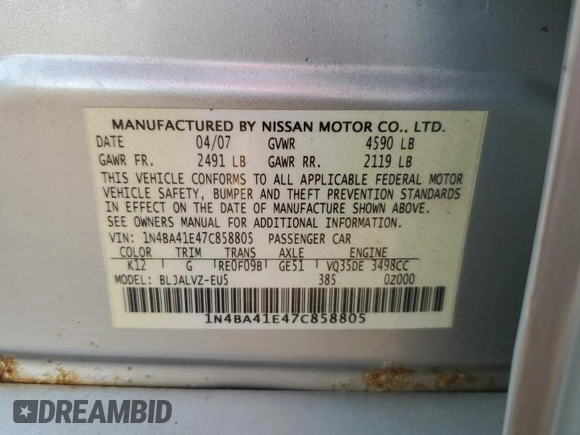 MANUFACTURED BY NISSAN MOTOR CO., LTD.
DATE 04/07 GVWR 4590 LB
GAWR FR. 2491 LB GAWR RR. 2119 LB
THIS VEHICLE CONFORMS TO ALL APPLICABLE FEDERAL MOTOR
VEHICLE SAFETY, BUMPER AND THEFT PREVENTION STANDARDS
IN EFFECT ON THE DATE OF MANUFACTURE SHOWN ABOVE.
SEE OWNERS MANUAL FOR ADDITIONAL INFORMATION.
VIN: 1N4BA41E47C858805 PASSENGER CAR
COLOR TRIM TRANS AXLE ENGINE
K12 G RE0F09B GE51 VQ35DE 3498CC
MODEL: BLJALVZ-EU5 385 0Z000
1N4BA41E47C858805
DREAMBID